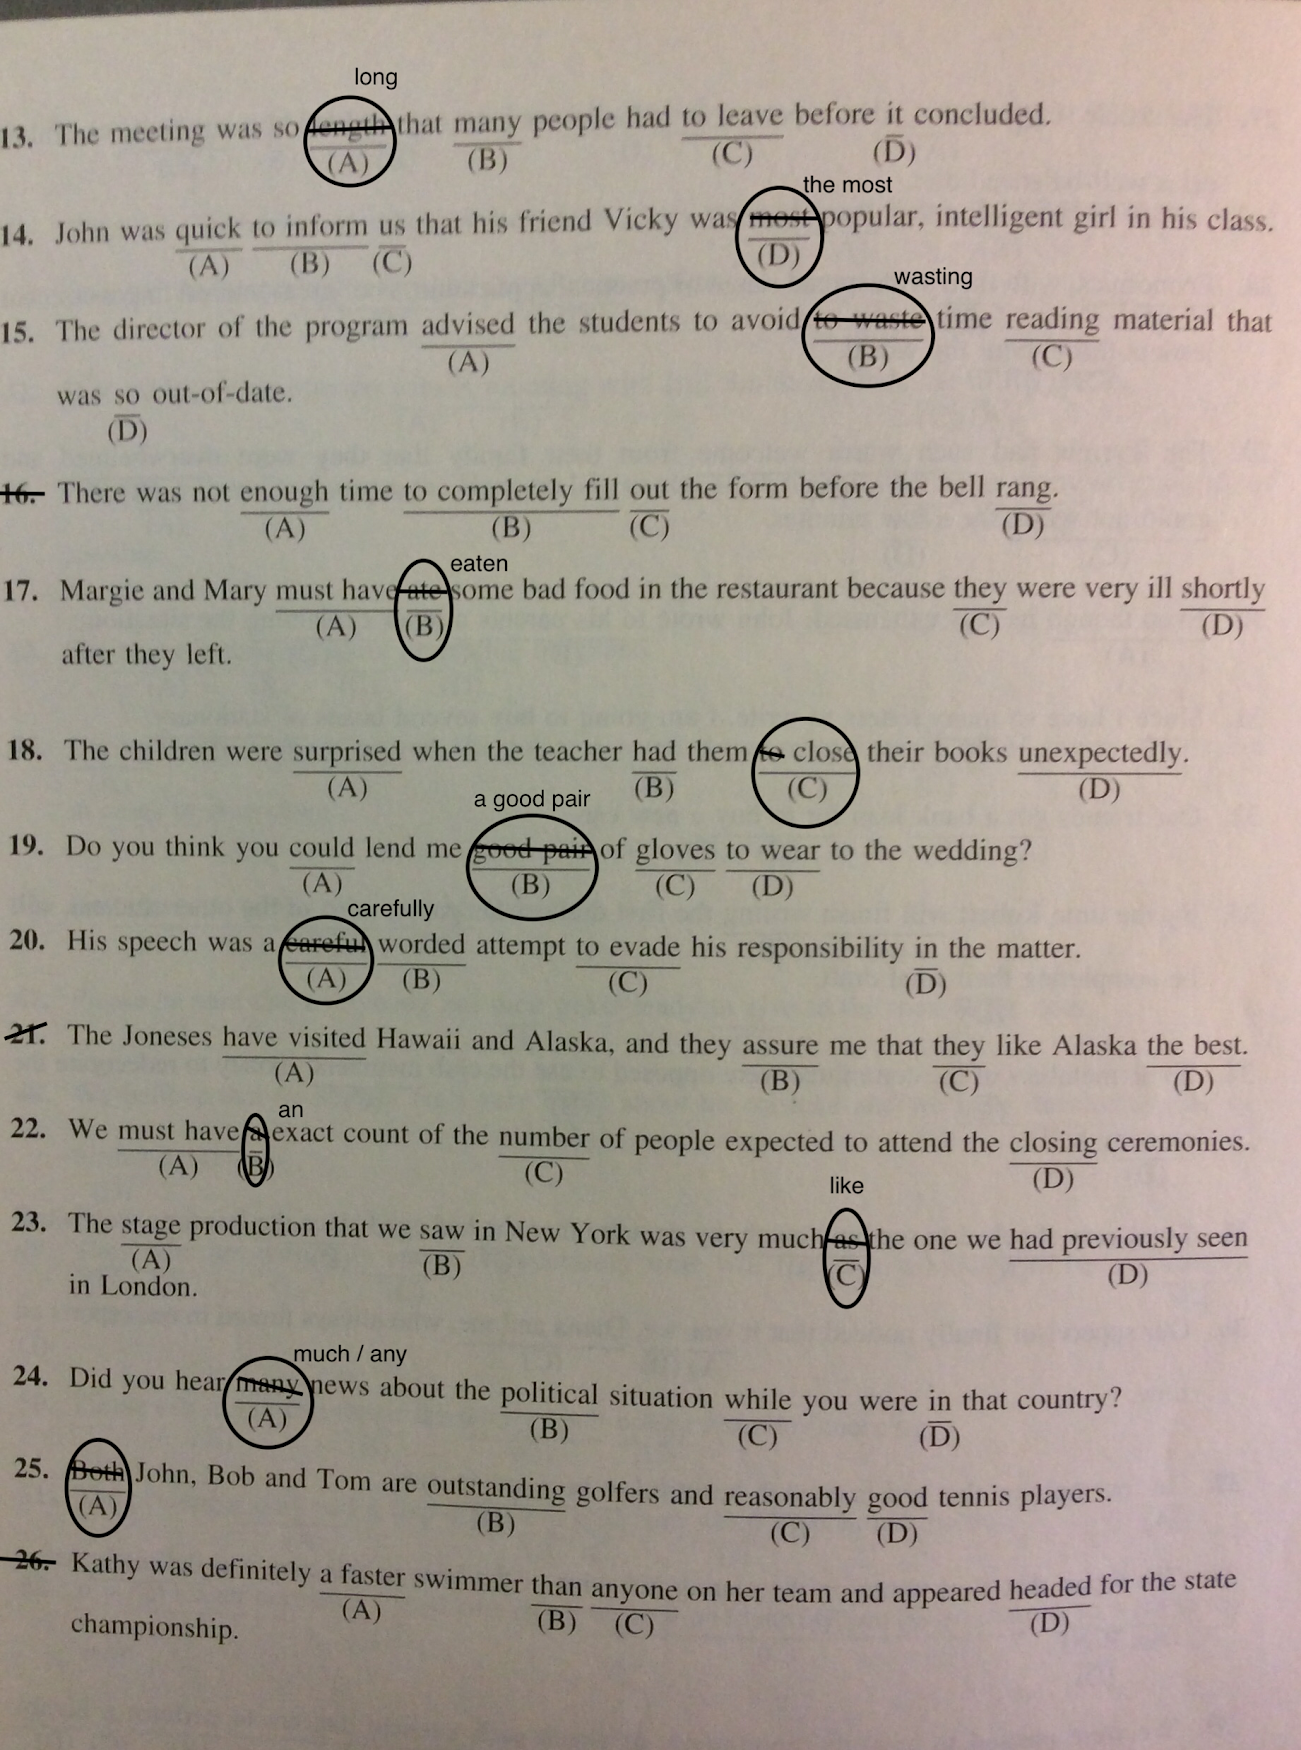 long
13. The meeting was so length that many people had to leave before it concluded.
(A) (B) (C) (D)
the most
14. John was quick to inform us that his friend Vicky was most popular, intelligent girl in his class.
(A) (B) (C) (D)
wasting
15. The director of the program advised the students to avoid to waste time reading material that
(A) (B) (C)
was so out-of-date.
(D)
16. There was not enough time to completely fill out the form before the bell rang.
(A) (B) (C) (D)
eaten
17. Margie and Mary must have ate some bad food in the restaurant because they were very ill shortly
(A) (B) (C) (D)
after they left.
18. The children were surprised when the teacher had them to close their books unexpectedly.
(A) (B) (C) (D)
a good pair
19. Do you think you could lend me good pair of gloves to wear to the wedding?
(A) (B) (C) (D)
carefully
20. His speech was a careful worded attempt to evade his responsibility in the matter.
(A) (B) (C) (D)
21. The Joneses have visited Hawaii and Alaska, and they assure me that they like Alaska the best.
(A) (B) (C) (D)
an
22. We must have a exact count of the number of people expected to attend the closing ceremonies.
(A) (B) (C) (D)
like
23. The stage production that we saw in New York was very much as the one we had previously seen
(A) (B) (C) (D)
in London.
much / any
24. Did you hear many news about the political situation while you were in that country?
(A) (B) (C) (D)
25. Both John, Bob and Tom are outstanding golfers and reasonably good tennis players.
(A) (B) (C) (D)
26. Kathy was definitely a faster swimmer than anyone on her team and appeared headed for the state
(A) (B) (C) (D)
championship.